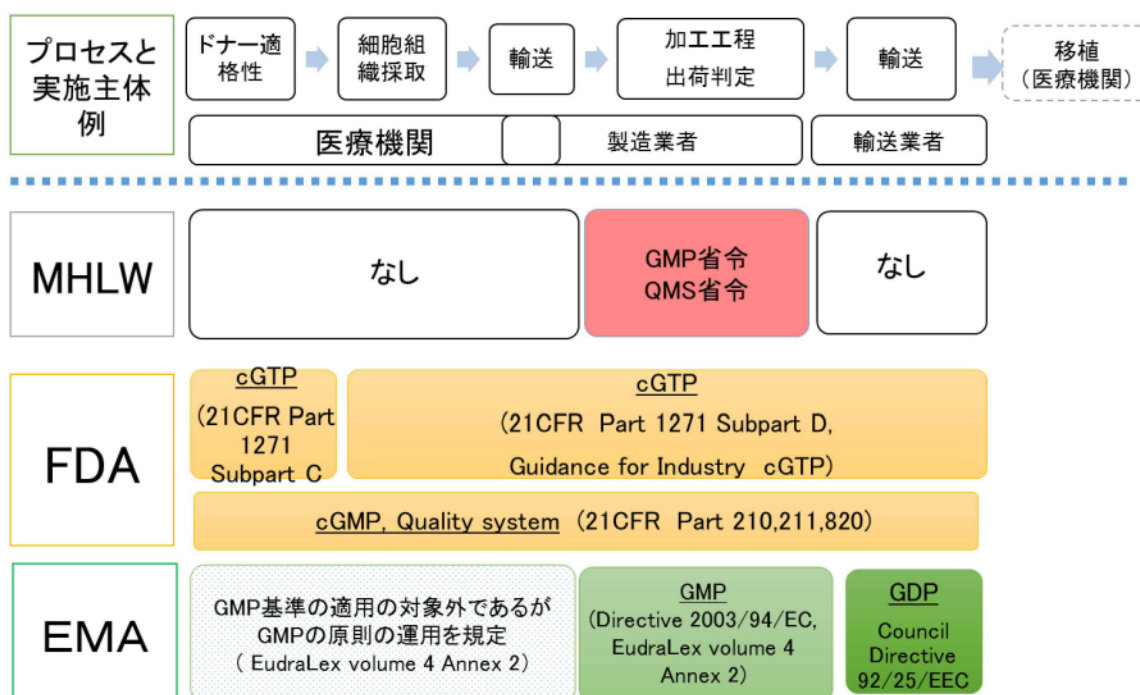 プロセスと
実施主体
例
ドナー適
格性
細胞組
織採取
輸送
加工工程
出荷判定
輸送
移植
（医療機関）
医療機関
製造業者
輸送業者
MHLW
なし
GMP省令
QMS省令
なし
FDA
cGTP
(21CFR Part
1271
Subpart C
cGTP
(21CFR Part 1271 Subpart D,
Guidance for Industry cGTP)
cGMP, Quality system (21CFR Part 210,211,820)
EMA
GMP基準の適用の対象外であるが
GMPの原則の運用を規定
( EudraLex volume 4 Annex 2)
GMP
(Directive 2003/94/EC,
EudraLex volume 4
Annex 2)
GDP
Council
Directive
92/25/EEC